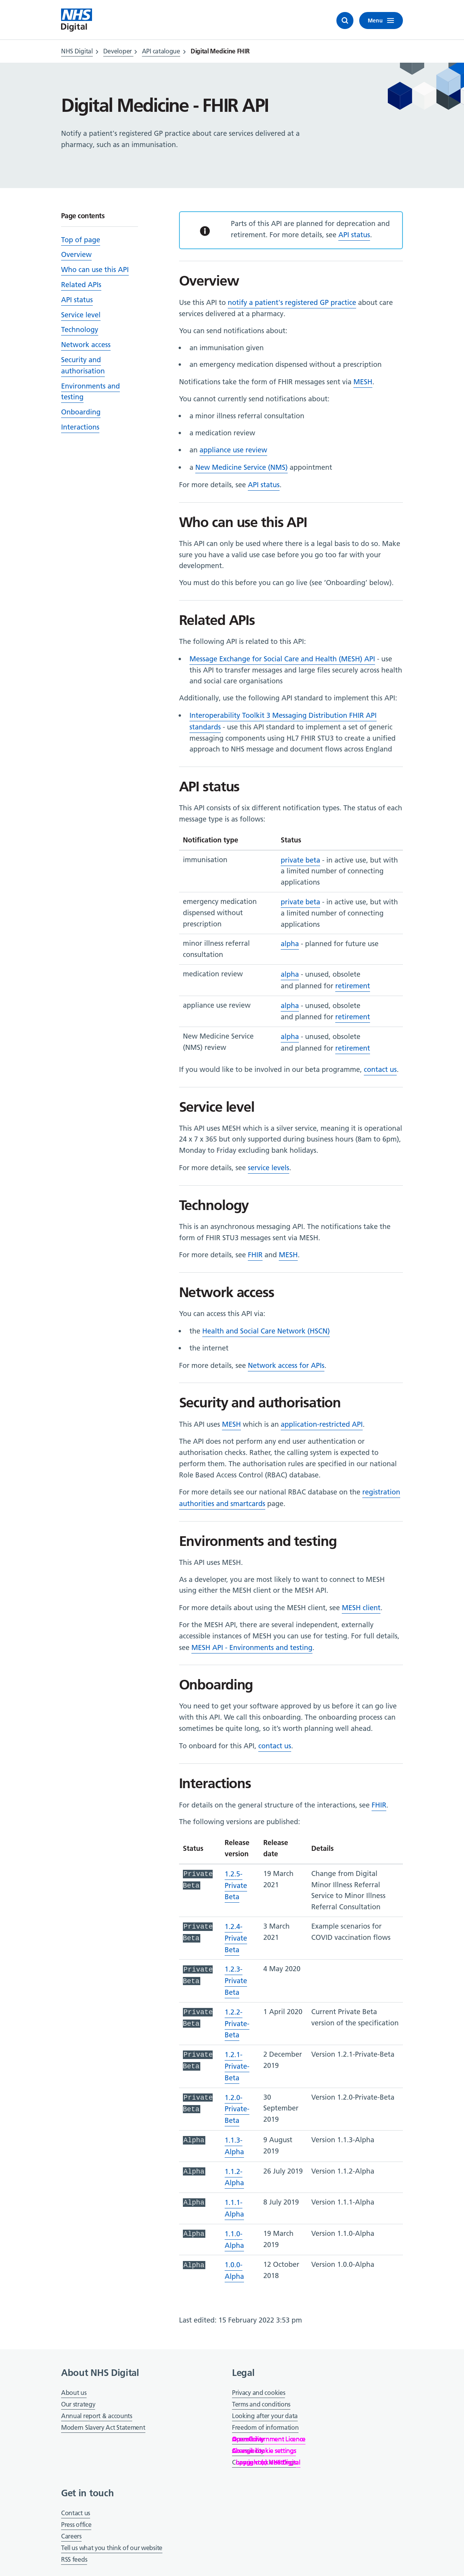 NHS
Digital
Menu
NHS Digital > Developer > API catalogue > Digital Medicine FHIR
Digital Medicine - FHIR API
Notify a patient's registered GP practice about care services delivered at a
pharmacy, such as an immunisation.
Page contents
Top of page
Overview
Who can use this API
Related APIs
API status
Service level
Technology
Network access
Security and
authorisation
Environments and
testing
Onboarding
Interactions
Parts of this API are planned for deprecation and
retirement. For more details, see API status.
Overview
Use this API to notify a patient's registered GP practice about care
services delivered at a pharmacy.
You can send notifications about:
• an immunisation given
• an emergency medication dispensed without a prescription
Notifications take the form of FHIR messages sent via MESH.
You cannot currently send notifications about:
• a minor illness referral consultation
• a medication review
• an appliance use review
• a New Medicine Service (NMS) appointment
For more details, see API status.
Who can use this API
This API can only be used where there is a legal basis to do so. Make
sure you have a valid use case before you go too far with your
development.
You must do this before you can go live (see ‘Onboarding’ below).
Related APIs
The following API is related to this API:
• Message Exchange for Social Care and Health (MESH) API - use
this API to transfer messages and large files securely across health
and social care organisations
Additionally, use the following API standard to implement this API:
• Interoperability Toolkit 3 Messaging Distribution FHIR API
standards - use this API standard to implement a set of generic
messaging components using HL7 FHIR STU3 to create a unified
approach to NHS message and document flows across England
API status
This API consists of six different notification types. The status of each
message type is as follows:
Notification type Status
immunisation private beta - in active use, but with
a limited number of connecting
applications
emergency medication private beta - in active use, but with
dispensed without a limited number of connecting
prescription applications
minor illness referral alpha - planned for future use
consultation
medication review alpha - unused, obsolete
and planned for retirement
appliance use review alpha - unused, obsolete
and planned for retirement
New Medicine Service alpha - unused, obsolete
(NMS) review and planned for retirement
If you would like to be involved in our beta programme, contact us.
Service level
This API uses MESH which is a silver service, meaning it is operational
24 x 7 x 365 but only supported during business hours (8am to 6pm),
Monday to Friday excluding bank holidays.
For more details, see service levels.
Technology
This is an asynchronous messaging API. The notifications take the
form of FHIR STU3 messages sent via MESH.
For more details, see FHIR and MESH.
Network access
You can access this API via:
• the Health and Social Care Network (HSCN)
• the internet
For more details, see Network access for APIs.
Security and authorisation
This API uses MESH which is an application-restricted API.
The API does not perform any end user authentication or
authorisation checks. Rather, the calling system is expected to
perform them. The authorisation rules are specified in our national
Role Based Access Control (RBAC) database.
For more details see our national RBAC database on the registration
authorities and smartcards page.
Environments and testing
This API uses MESH.
As a developer, you are most likely to want to connect to MESH
using either the MESH client or the MESH API.
For more details about using the MESH client, see MESH client.
For the MESH API, there are several independent, externally
accessible instances of MESH you can use for testing. For full details,
see MESH API - Environments and testing.
Onboarding
You need to get your software approved by us before it can go live
with this API. We call this onboarding. The onboarding process can
sometimes be quite long, so it's worth planning well ahead.
To onboard for this API, contact us.
Interactions
For details on the general structure of the interactions, see FHIR.
The following versions are published:
Status Release version Release date Details
Private Beta 1.2.5-Private Beta 19 March 2021 Change from Digital Minor Illness Referral Service to Minor Illness Referral Consultation
Private Beta 1.2.4-Private Beta 3 March 2021 Example scenarios for COVID vaccination flows
Private Beta 1.2.3-Private Beta 4 May 2020
Private Beta 1.2.2-Private-Beta 1 April 2020 Current Private Beta version of the specification
Private Beta 1.2.1-Private-Beta 2 December 2019 Version 1.2.1-Private-Beta
Private Beta 1.2.0-Private-Beta 30 September 2019 Version 1.2.0-Private-Beta
Alpha 1.1.3-Alpha 9 August 2019 Version 1.1.3-Alpha
Alpha 1.1.2-Alpha 26 July 2019 Version 1.1.2-Alpha
Alpha 1.1.1-Alpha 8 July 2019 Version 1.1.1-Alpha
Alpha 1.1.0-Alpha 19 March 2019 Version 1.1.0-Alpha
Alpha 1.0.0-Alpha 12 October 2018 Version 1.0.0-Alpha
Last edited: 15 February 2022 3:53 pm
About NHS Digital
About us
Our strategy
Annual report & accounts
Modern Slavery Act Statement
Legal
Privacy and cookies
Terms and conditions
Looking after your data
Freedom of information
Get in touch
Contact us
Press office
Careers
Tell us what you think of our website
RSS feeds